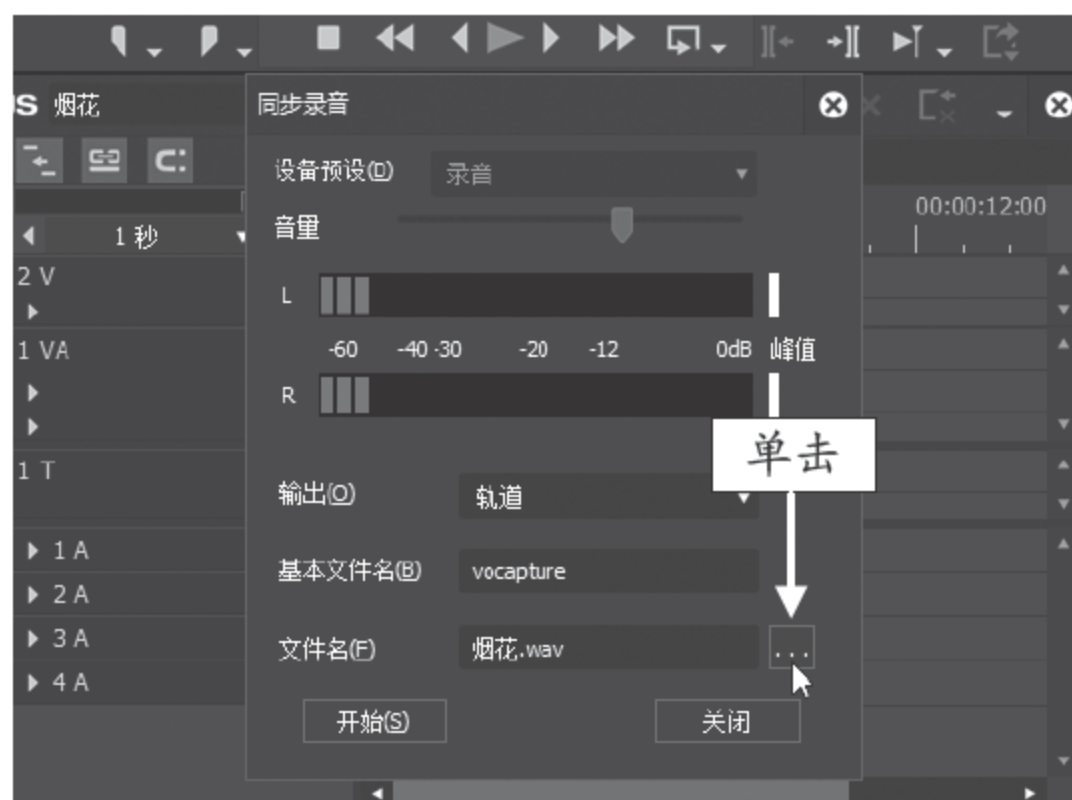 US 烟花
同步录音
设备预设(D) 录音
音量
00:00:12:00
1 秒
2 V
L
1 VA
-60 -40 -30 -20 -12 0dB 峰值
R
单击
1 T
输出(O) 轨道
1 A
基本文件名(B) vocapture
2 A
3 A
文件名(F) 烟花.wav ...
4 A
开始(S) 关闭